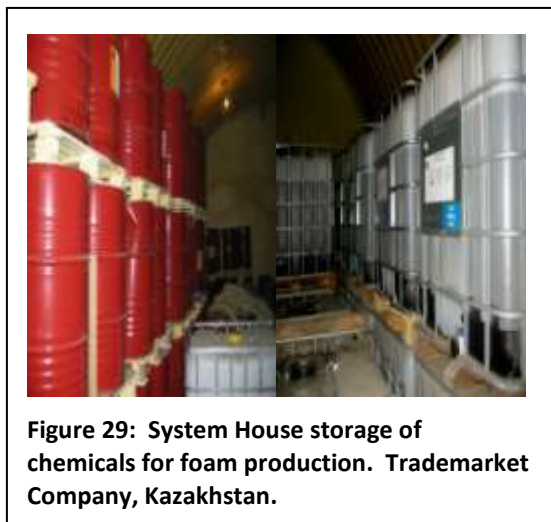 Figure 29:  System House storage of
chemicals for foam production.  Trademarket
Company, Kazakhstan.